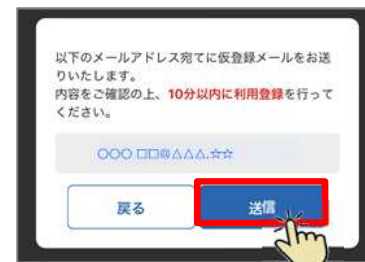 以下のメールアドレス宛てに仮登録メールをお送
りいたします。
内容をご確認の上、10分以内に利用登録を行って
ください。
○○○.□□@△△△.☆☆
戻る
送信